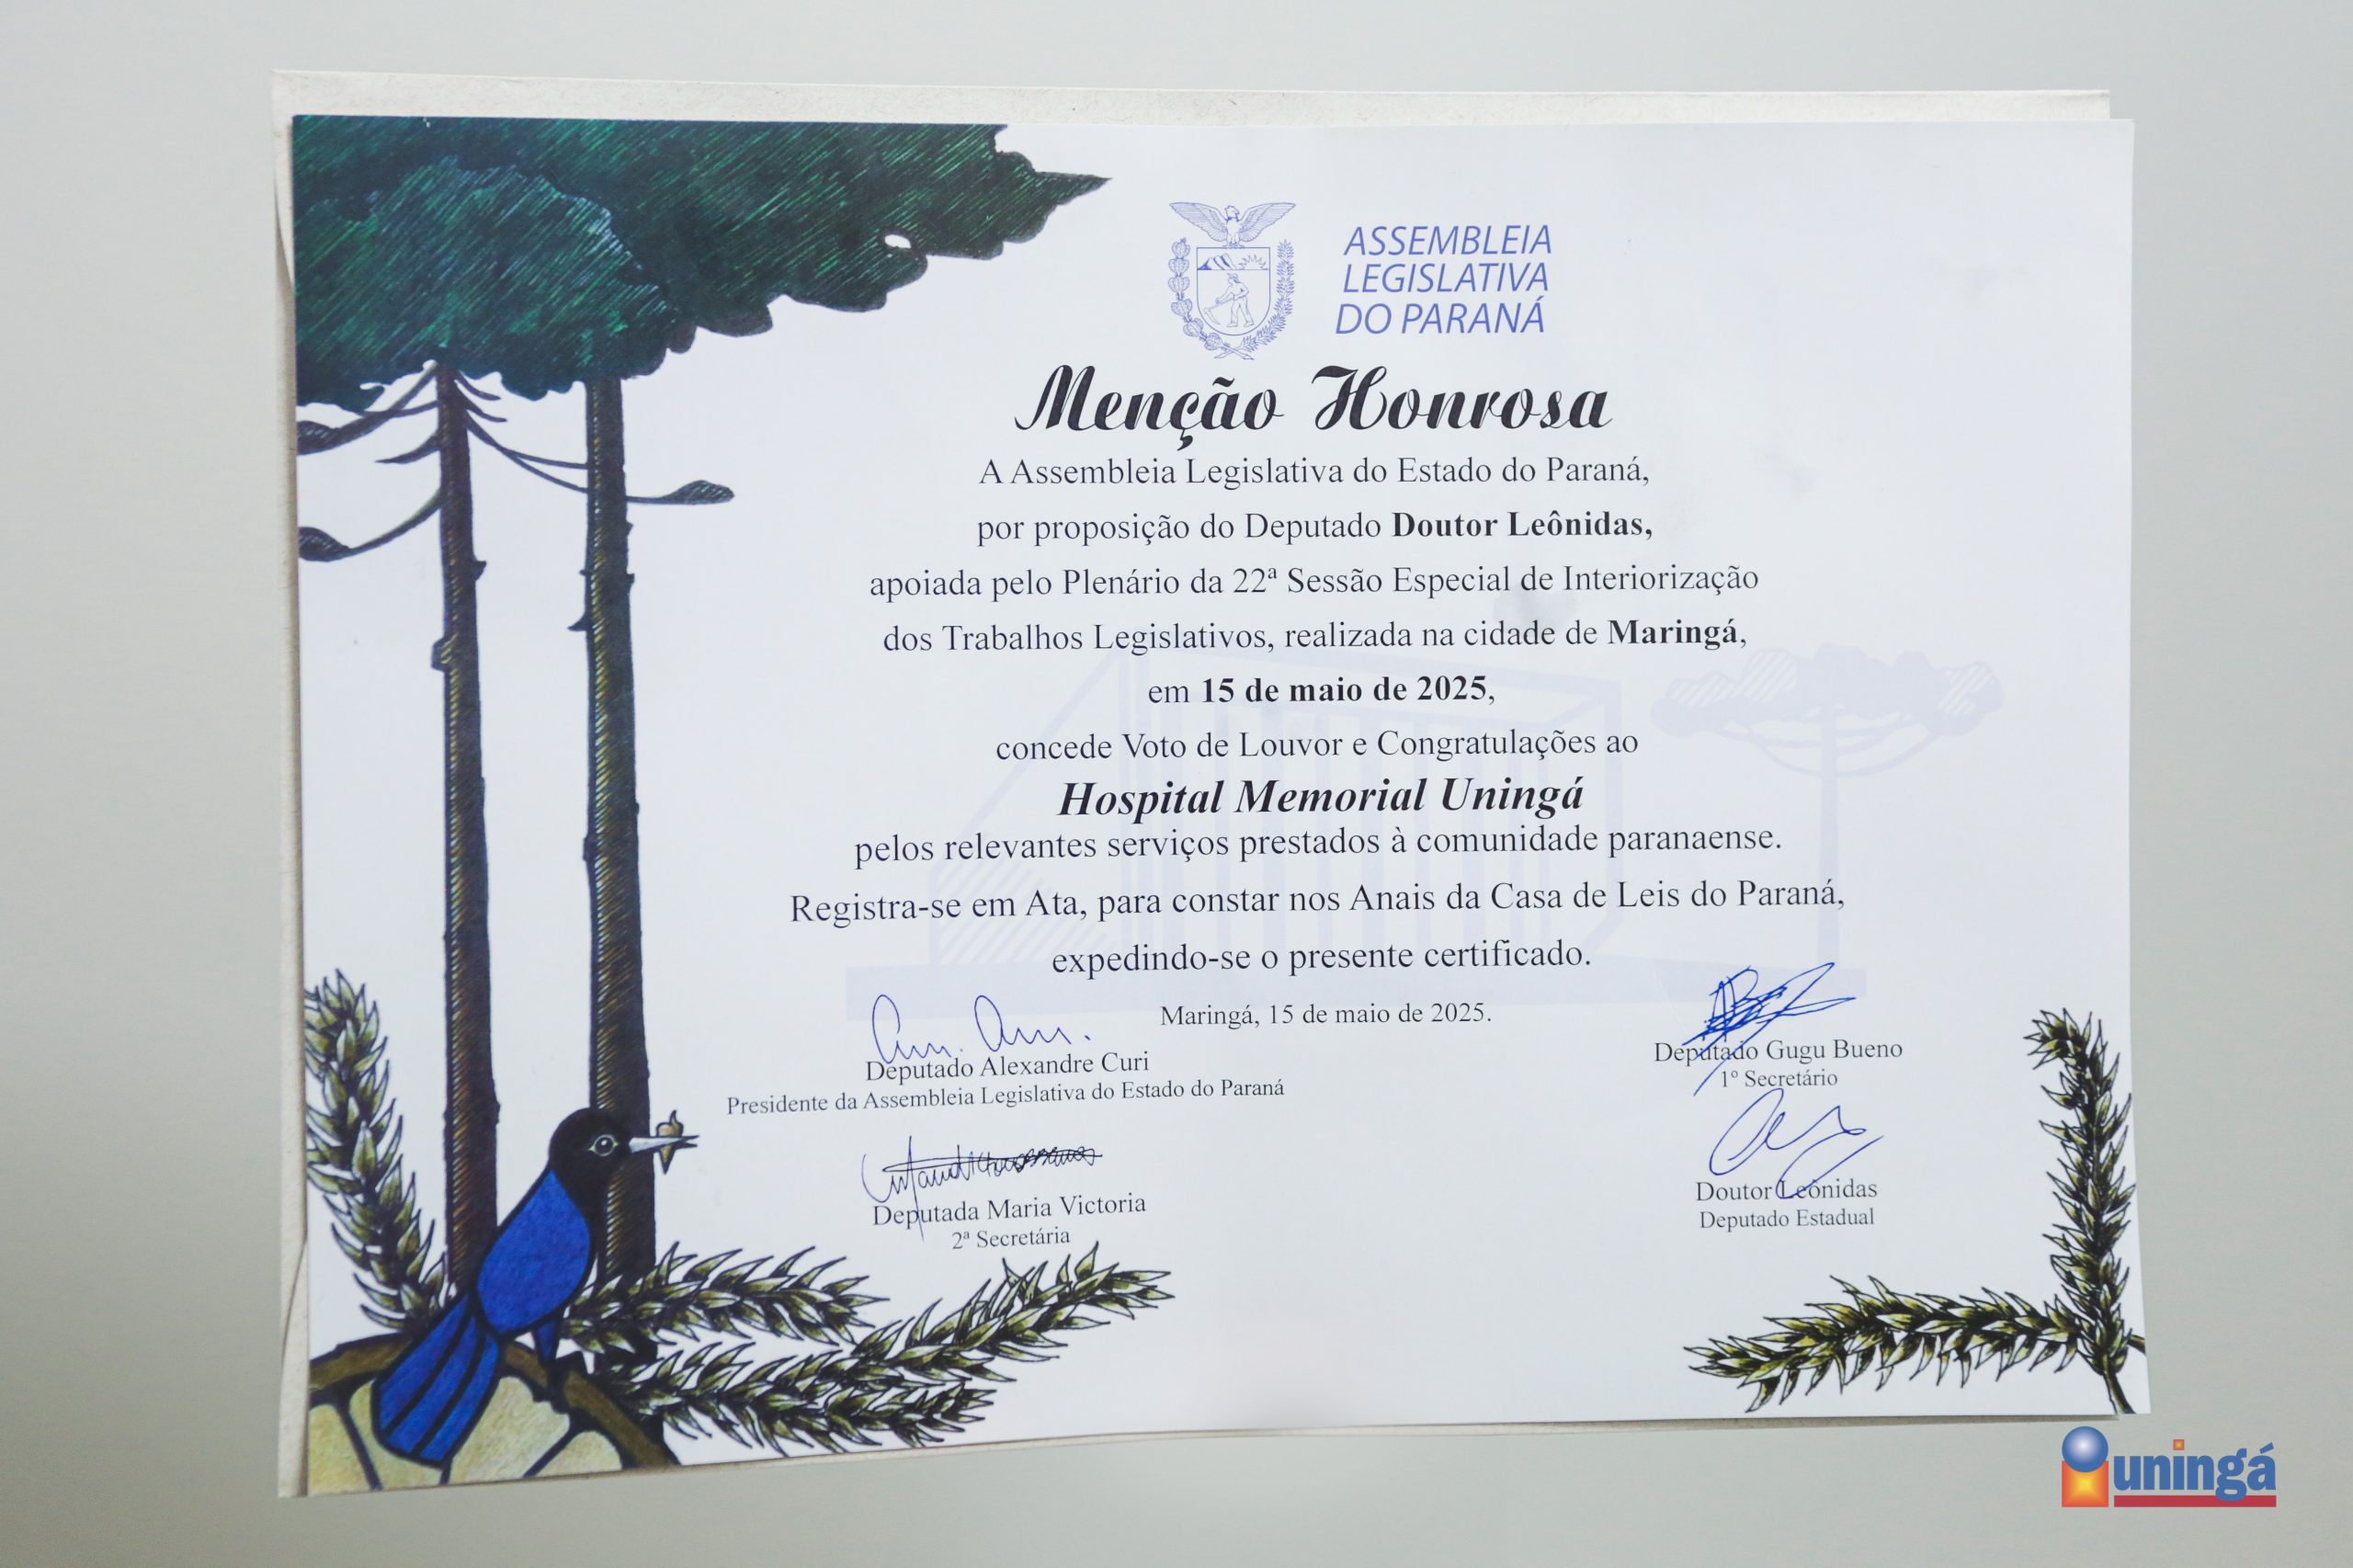 ASSEMBLEIA
LEGISLATIVA
DO PARANÁ
Menção Honrosa
A Assembleia Legislativa do Estado do Paraná,
por proposição do Deputado Doutor Leônidas,
apoiada pelo Plenário da 22ª Sessão Especial de Interiorização
dos Trabalhos Legislativos, realizada na cidade de Maringá,
em 15 de maio de 2025,
concede Voto de Louvor e Congratulações ao
Hospital Memorial Uningá
pelos relevantes serviços prestados à comunidade paranaense.
Registra-se em Ata, para constar nos Anais da Casa de Leis do Paraná,
expedindo-se o presente certificado.
Maringá, 15 de maio de 2025.
Deputado Alexandre Curi
Presidente da Assembleia Legislativa do Estado do Paraná
Deputado Gugu Bueno
1º Secretário
Deputada Maria Victoria
2ª Secretária
Doutor Leônidas
Deputado Estadual
uningá